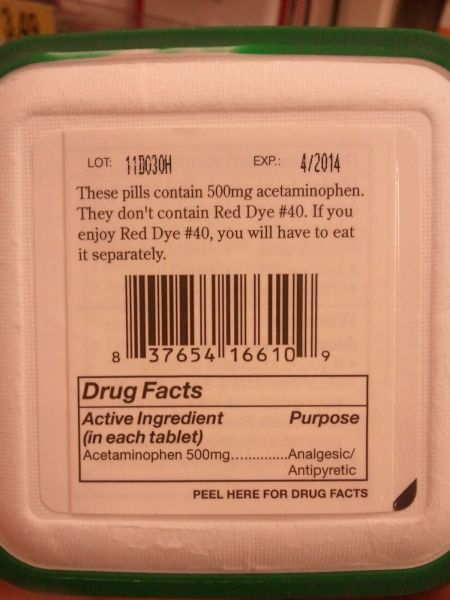 LOT: 11DC30H EXP.: 4/2014
These pills contain 500mg acetaminophen.
They don't contain Red Dye #40. If you
enjoy Red Dye #40, you will have to eat
it separately.
8 37654 16610 9
Drug Facts
Active Ingredient Purpose
(in each tablet)
Acetaminophen 500mg.............Analgesic/
Antipyretic
PEEL HERE FOR DRUG FACTS